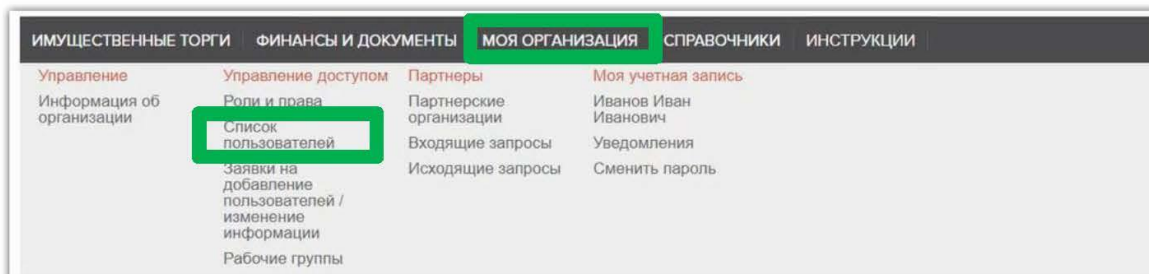 ИМУЩЕСТВЕННЫЕ ТОРГИ ФИНАНСЫ И ДОКУМЕНТЫ МОЯ ОРГАНИЗАЦИЯ СПРАВОЧНИКИ ИНСТРУКЦИИ
Управление
Информация об
организации
Управление доступом
Роли и права
Список
пользователей
Заявки на
добавление
пользователей /
изменение
информации
Рабочие группы
Партнеры
Партнерские
организации
Входящие запросы
Исходящие запросы
Моя учетная запись
Иванов Иван
Иванович
Уведомления
Сменить пароль